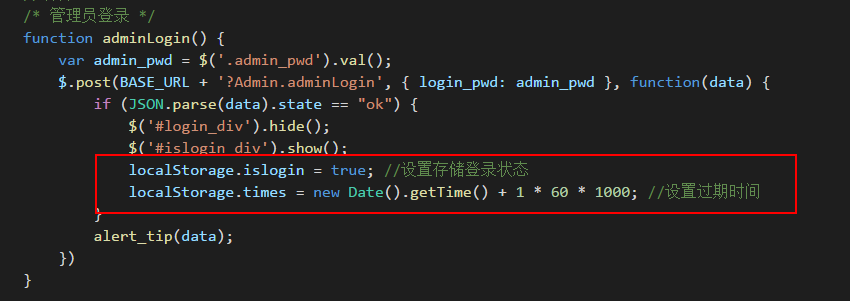 /* 管理员登录 */
function adminLogin() {
var admin_pwd = $('.admin_pwd').val();
$.post(BASE_URL + '?Admin.adminLogin', { login_pwd: admin_pwd }, function(data) {
if (JSON.parse(data).state == "ok") {
$('#login_div').hide();
$('#islogin_div').show();
localStorage.islogin = true; //设置存储登录状态
localStorage.times = new Date().getTime() + 1 * 60 * 1000; //设置过期时间
}
alert_tip(data);
})
}